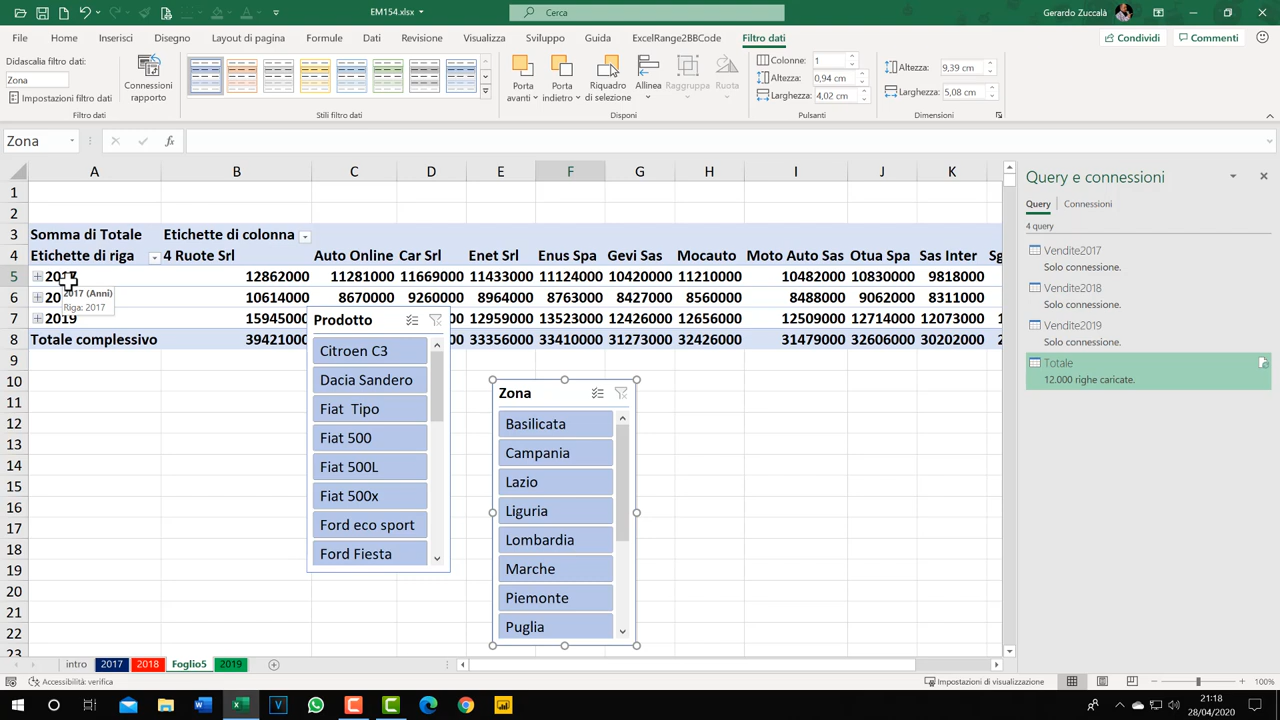 EM154.xlsx
Cerca
Gerardo Zuccalà
File Home Inserisci Disegno Layout di pagina Formule Dati Revisione Visualizza Sviluppo Guida ExcelRange2BBCode Filtro dati Condividi Commenti
Didascalia filtro dati:
Zona
Impostazioni filtro dati
Connessioni rapporto
Porta avanti
Porta indietro
Riquadro di selezione
Allinea
Raggruppa
Ruota
Colonne: 1
Altezza: 0,94 cm
Larghezza: 4,02 cm
Altezza: 9,39 cm
Larghezza: 5,08 cm
Filtro dati Stili filtro dati Disponi Pulsanti Dimensioni
Zona fx
A B C D E F G H I J K
1
2
3 Somma di Totale Etichette di colonna
4 Etichette di riga 4 Ruote Srl Auto Online Car Srl Enet Srl Enus Spa Gevi Sas Mocauto Moto Auto Sas Otua Spa Sas Inter Sg
5 2017 12862000 11281000 11669000 11433000 11124000 10420000 11210000 10482000 10830000 9818000
6 20 10614000 8670000 9260000 8964000 8763000 8427000 8560000 8488000 9062000 8311000
7 2019 15945000 12959000 13523000 12426000 12656000 12509000 12714000 12073000
8 Totale complessivo 39421000 33356000 33410000 31273000 32426000 31479000 32606000 30202000
2017 (Anni)
Riga: 2017
9
10
11
12
13
14
15
16
17
18
19
20
21
22
23
Prodotto
Citroen C3
Dacia Sandero
Fiat  Tipo
Fiat 500
Fiat 500L
Fiat 500x
Ford eco sport
Ford Fiesta
Zona
Basilicata
Campania
Lazio
Liguria
Lombardia
Marche
Piemonte
Puglia
Query e connessioni
Query Connessioni
4 query
Vendite2017
Solo connessione.
Vendite2018
Solo connessione.
Vendite2019
Solo connessione.
Totale
12.000 righe caricate.
intro 2017 2018 Foglio5 2019
Accessibilità: verifica
Impostazioni di visualizzazione
100%
21:18
28/04/2020